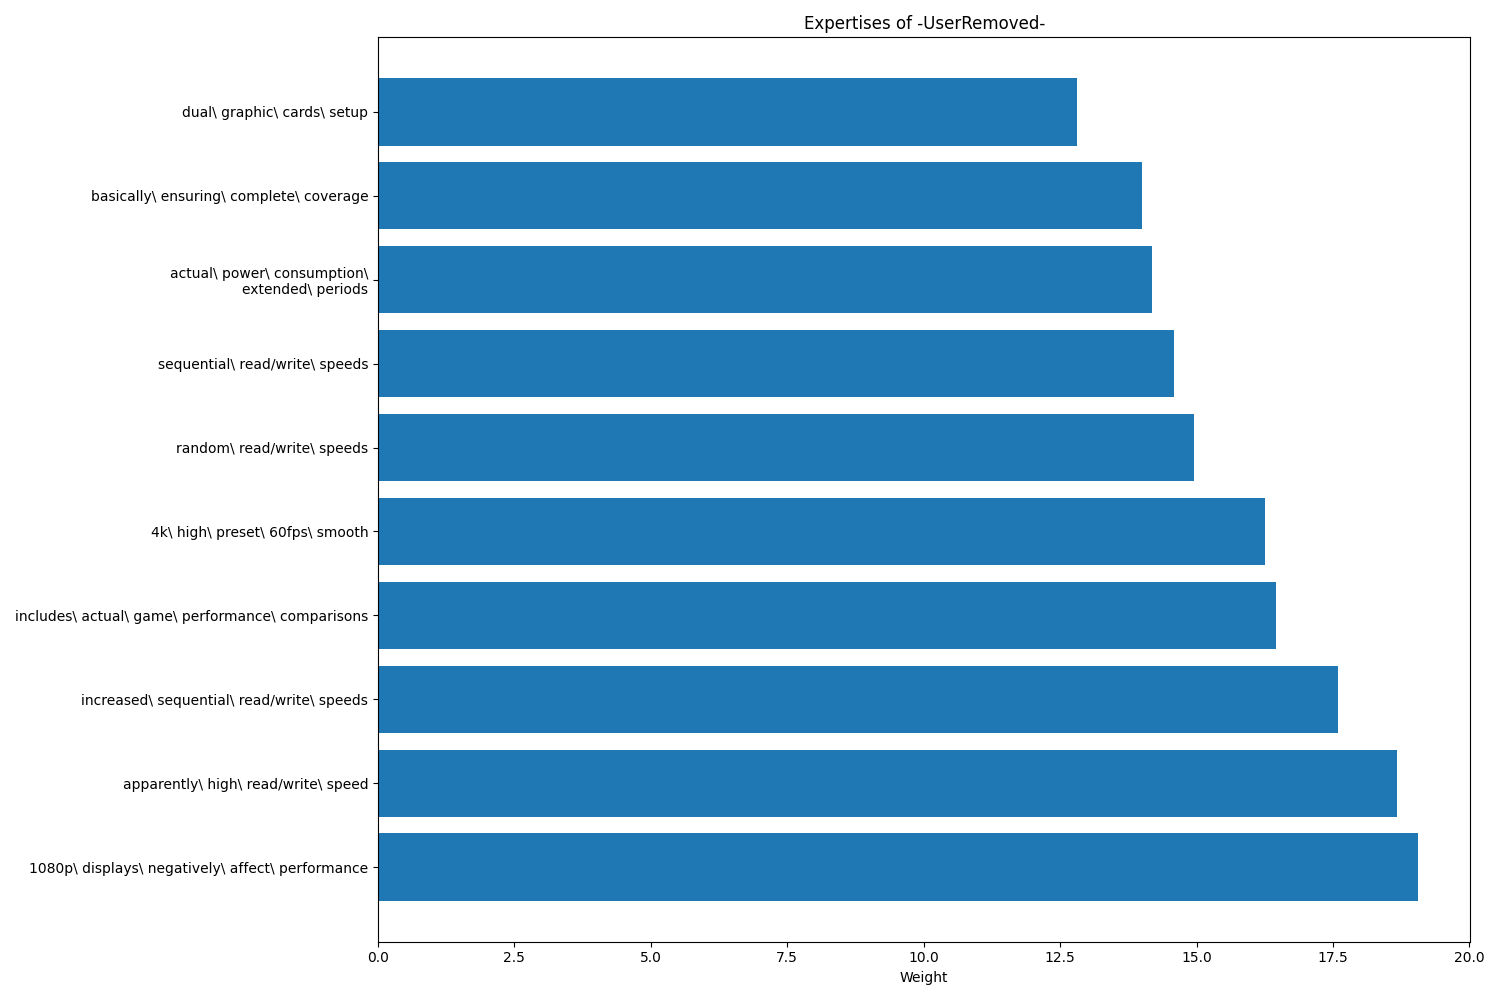 Expertises of -UserRemoved-
dual\ graphic\ cards\ setup
basically\ ensuring\ complete\ coverage
actual\ power\ consumption\
extended\ periods
sequential\ read/write\ speeds
random\ read/write\ speeds
4k\ high\ preset\ 60fps\ smooth
includes\ actual\ game\ performance\ comparisons
increased\ sequential\ read/write\ speeds
apparently\ high\ read/write\ speed
1080p\ displays\ negatively\ affect\ performance
0.0 2.5 5.0 7.5 10.0 12.5 15.0 17.5 20.0
Weight